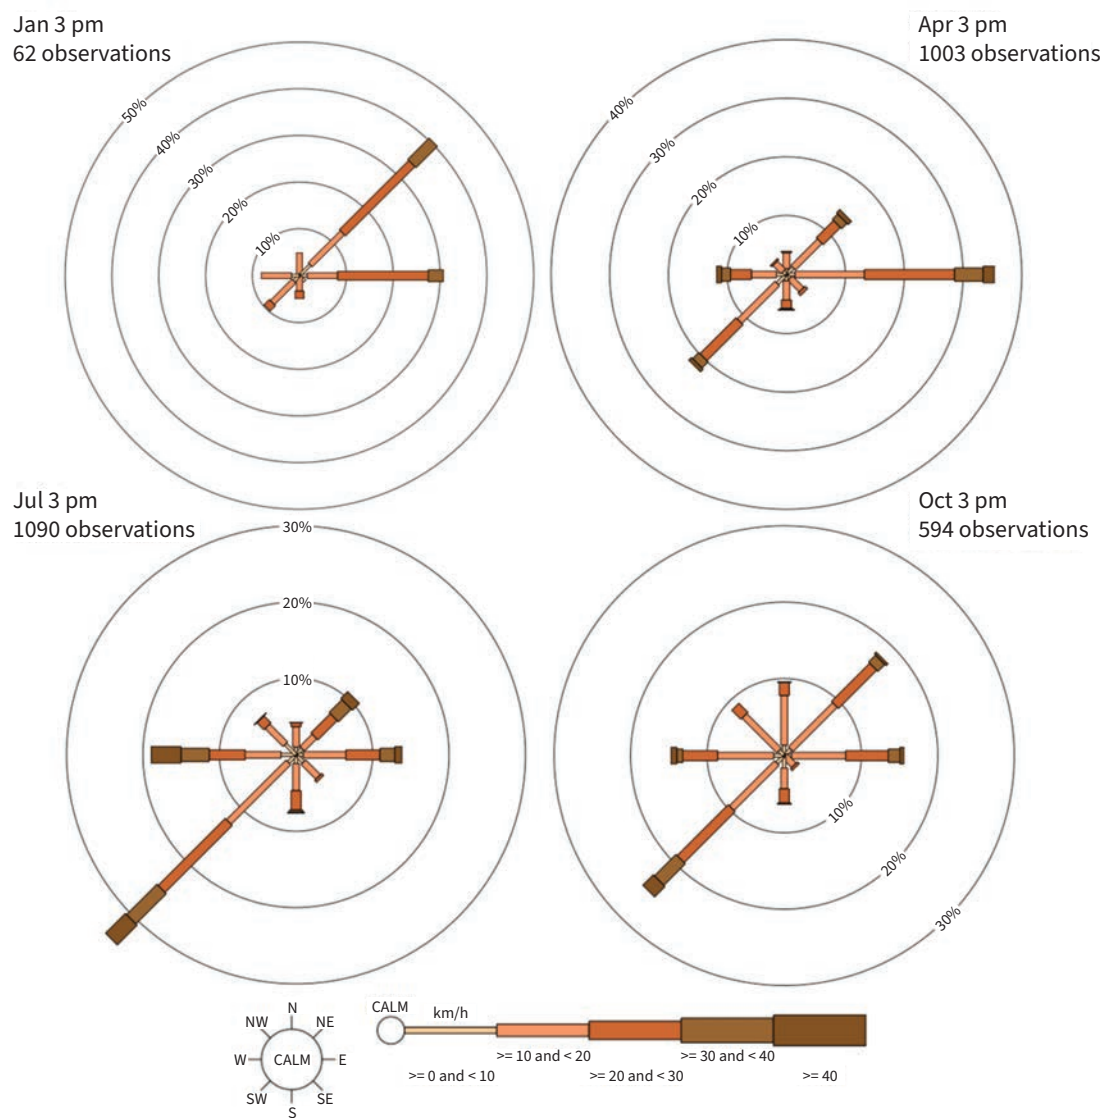 Jan 3 pm
62 observations
50%
40%
30%
20%
10%
Apr 3 pm
1003 observations
40%
30%
20%
10%
Jul 3 pm
1090 observations
30%
20%
10%
Oct 3 pm
594 observations
10%
20%
30%
N
NW NE
W CALM E
SW SE
S
CALM
km/h
>= 10 and < 20 >= 30 and < 40
>= 0 and < 10 >= 20 and < 30 >= 40